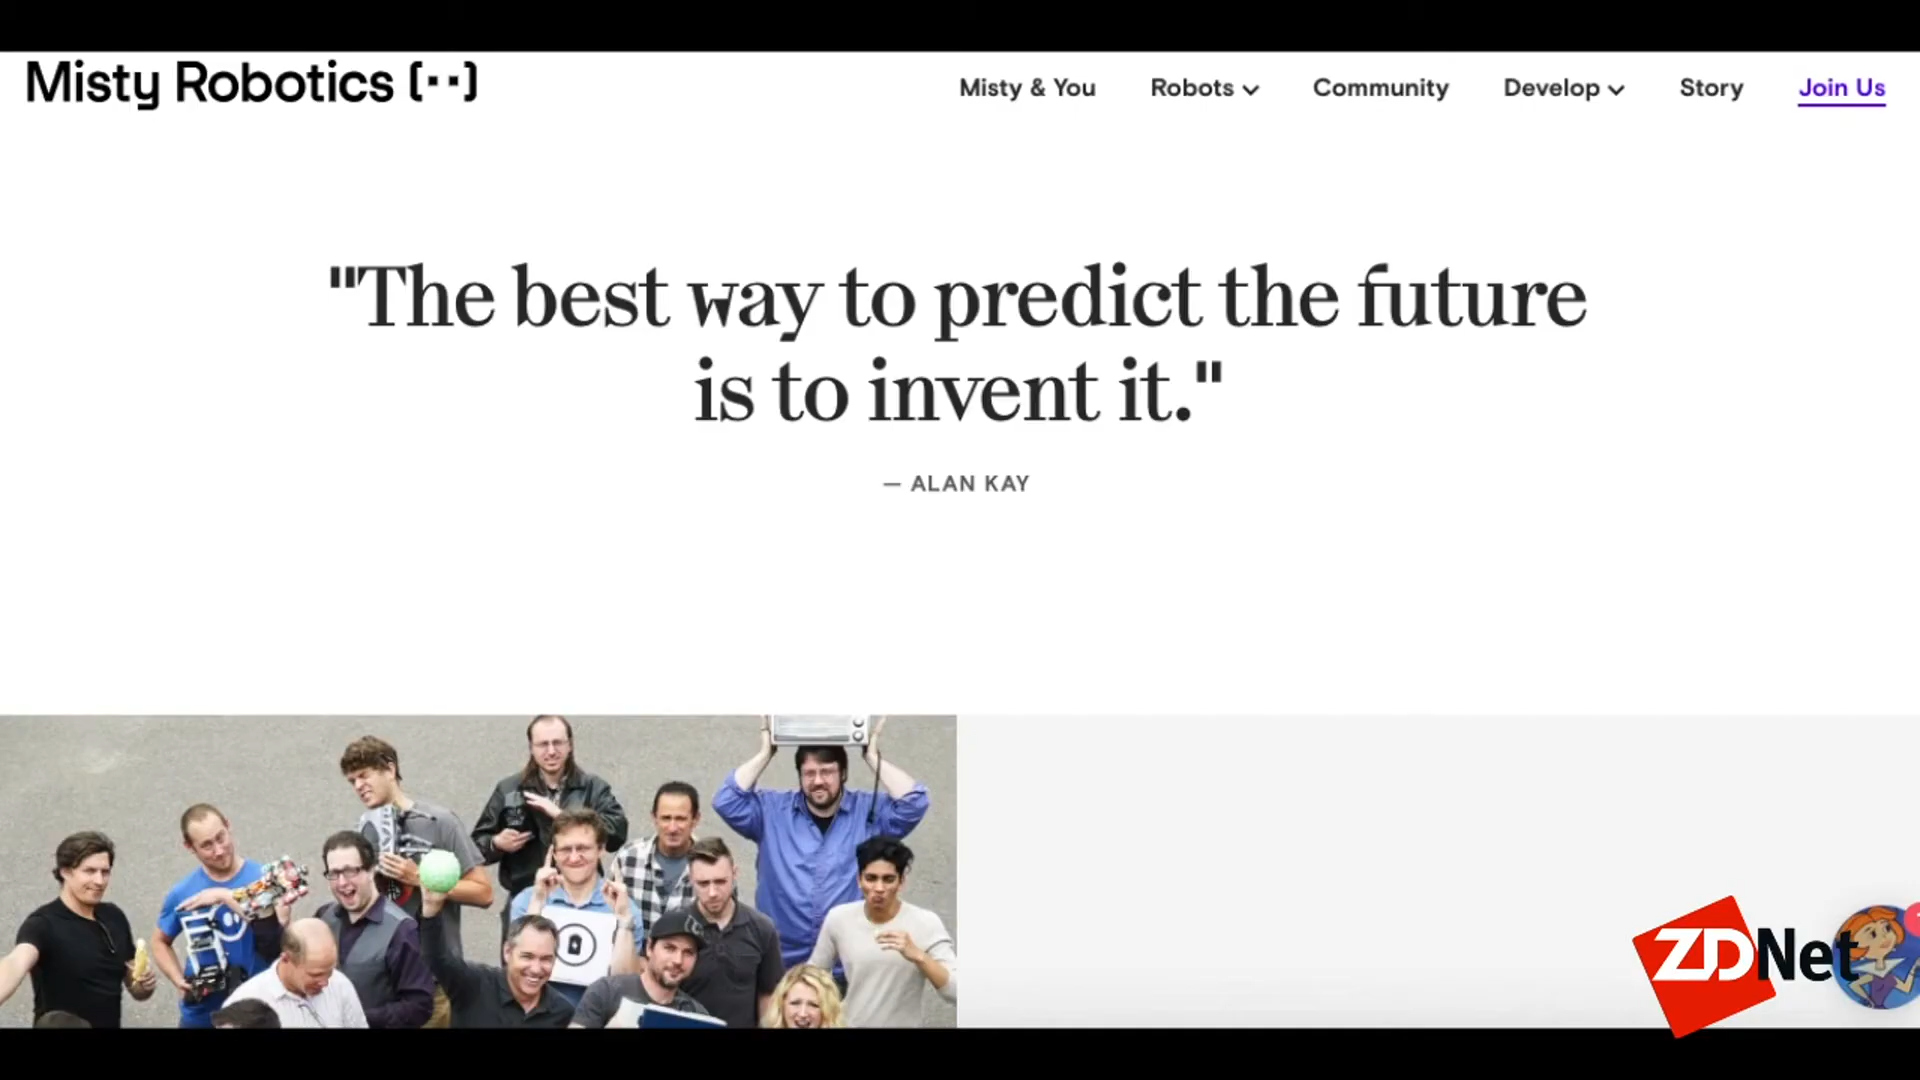 Misty Robotics [··]
Misty & You Robots Community Develop Story Join Us
"The best way to predict the future
is to invent it."
— ALAN KAY
ZDNet